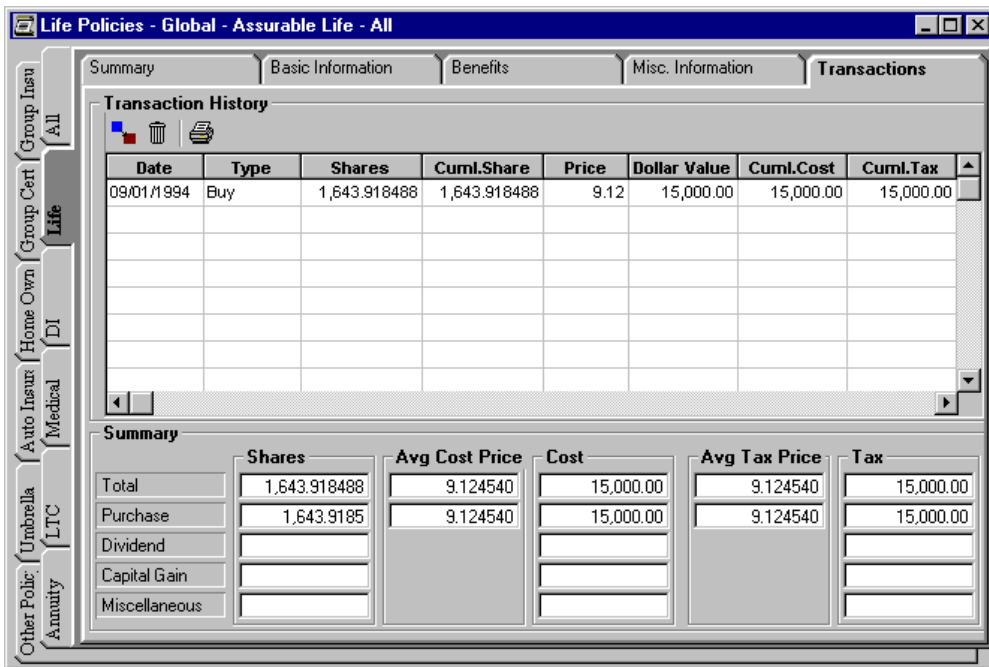 Life Policies - Global - Assurable Life - All
Summary Basic Information Benefits Misc. Information Transactions
Transaction History
Date Type Shares Cuml.Share Price Dollar Value Cuml.Cost Cuml.Tax
09/01/1994 Buy 1,643.918488 1,643.918488 9.12 15,000.00 15,000.00 15,000.00
Summary
Shares Avg Cost Price Cost Avg Tax Price Tax
Total 1,643.918488 9.124540 15,000.00 9.124540 15,000.00
Purchase 1,643.9185 9.124540 15,000.00 9.124540 15,000.00
Dividend
Capital Gain
Miscellaneous
Group Insu
Group Cert
Home Own
Auto Insura
Umbrella
Other Polic
All
Life
DI
Medical
LTC
Annuity